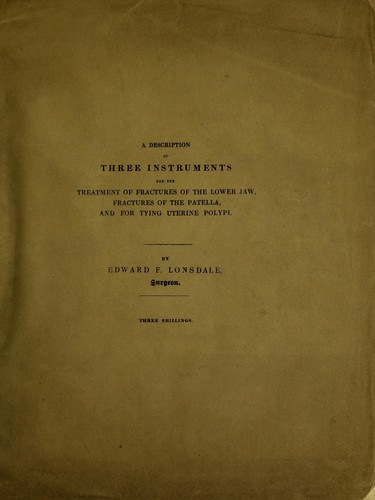 A DESCRIPTION
OF
THREE INSTRUMENTS
FOR THE
TREATMENT OF FRACTURES OF THE LOWER JAW,
FRACTURES OF THE PATELLA,
AND FOR TYING UTERINE POLYPI.
BY
EDWARD F. LONSDALE,
Surgeon.
THREE SHILLINGS.